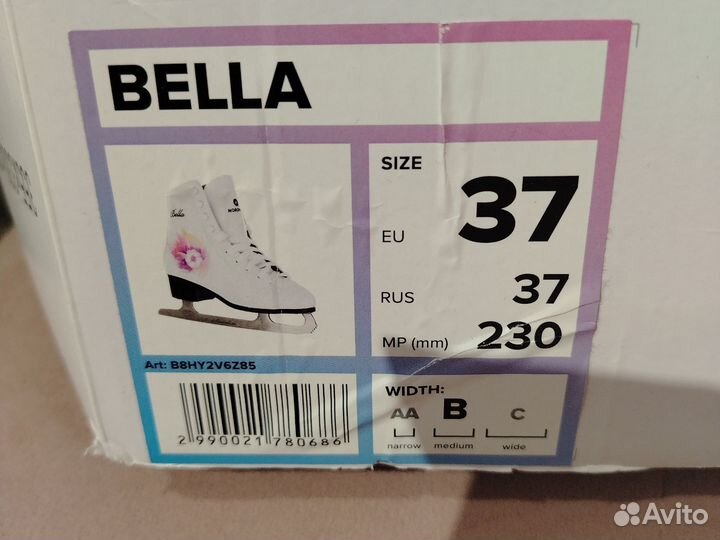 BELLA
Bella
SIZE
EU 37
RUS 37
MP (mm) 230
Art: B8HY2V6Z85
2 990021 780686
WIDTH:
AA B C
narrow medium wide
Avito